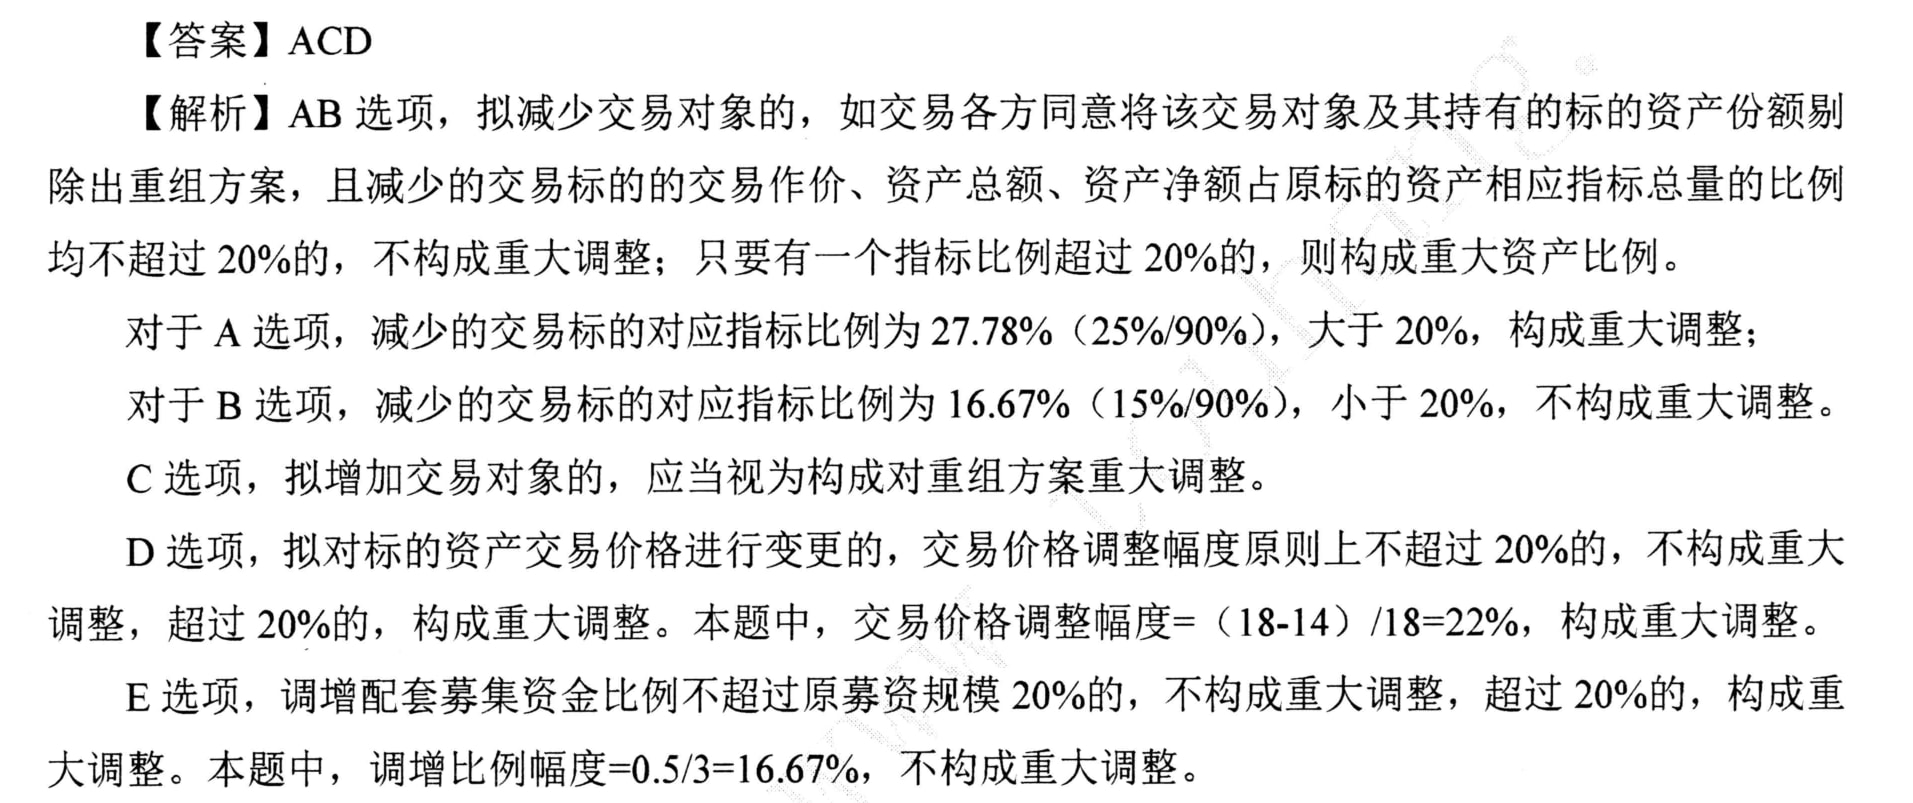 【答案】ACD
【解析】AB 选项，拟减少交易对象的，如交易各方同意将该交易对象及其持有的标的资产份额剔
除出重组方案，且减少的交易标的的交易作价、资产总额、资产净额占原标的资产相应指标总量的比例
均不超过 20%的，不构成重大调整；只要有一个指标比例超过 20%的，则构成重大资产比例。
对于 A 选项，减少的交易标的对应指标比例为 27.78%（25%/90%），大于 20%，构成重大调整；
对于 B 选项，减少的交易标的对应指标比例为 16.67%（15%/90%），小于 20%，不构成重大调整。
C 选项，拟增加交易对象的，应当视为构成对重组方案重大调整。
D 选项，拟对标的资产交易价格进行变更的，交易价格调整幅度原则上不超过 20%的，不构成重大
调整，超过 20%的，构成重大调整。本题中，交易价格调整幅度=（18-14）/18=22%，构成重大调整。
E 选项，调增配套募集资金比例不超过原募资规模 20%的，不构成重大调整，超过 20%的，构成重
大调整。本题中，调增比例幅度=0.5/3=16.67%，不构成重大调整。